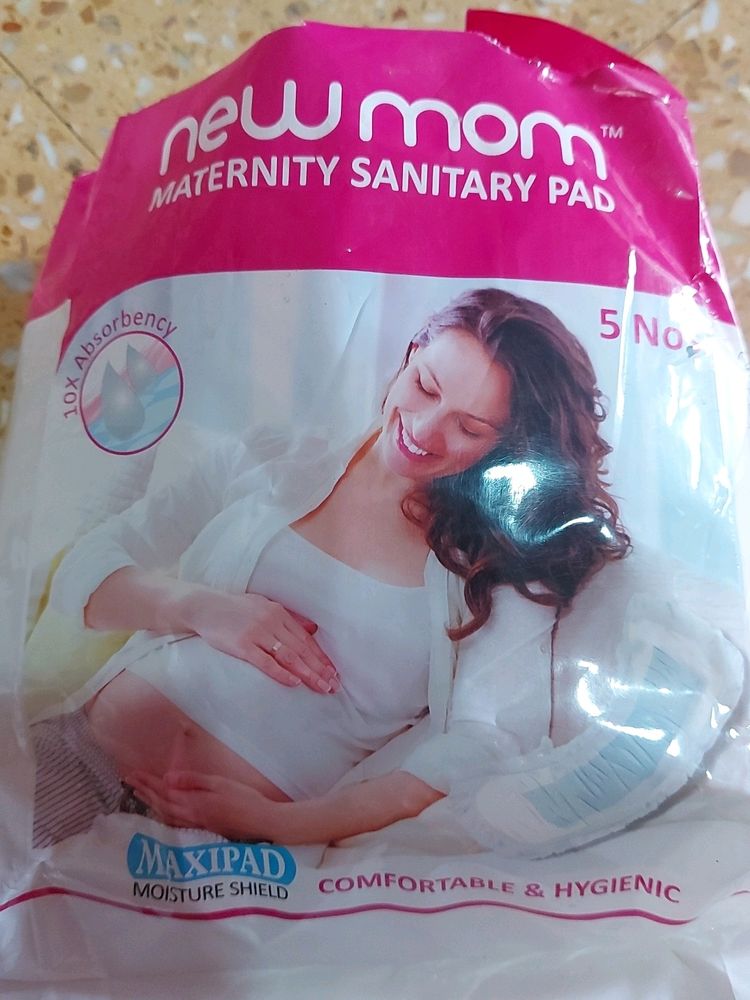 new mom™
MATERNITY SANITARY PAD
10X Absorbency
5 No
MAXIPAD
MOISTURE SHIELD
COMFORTABLE & HYGIENIC